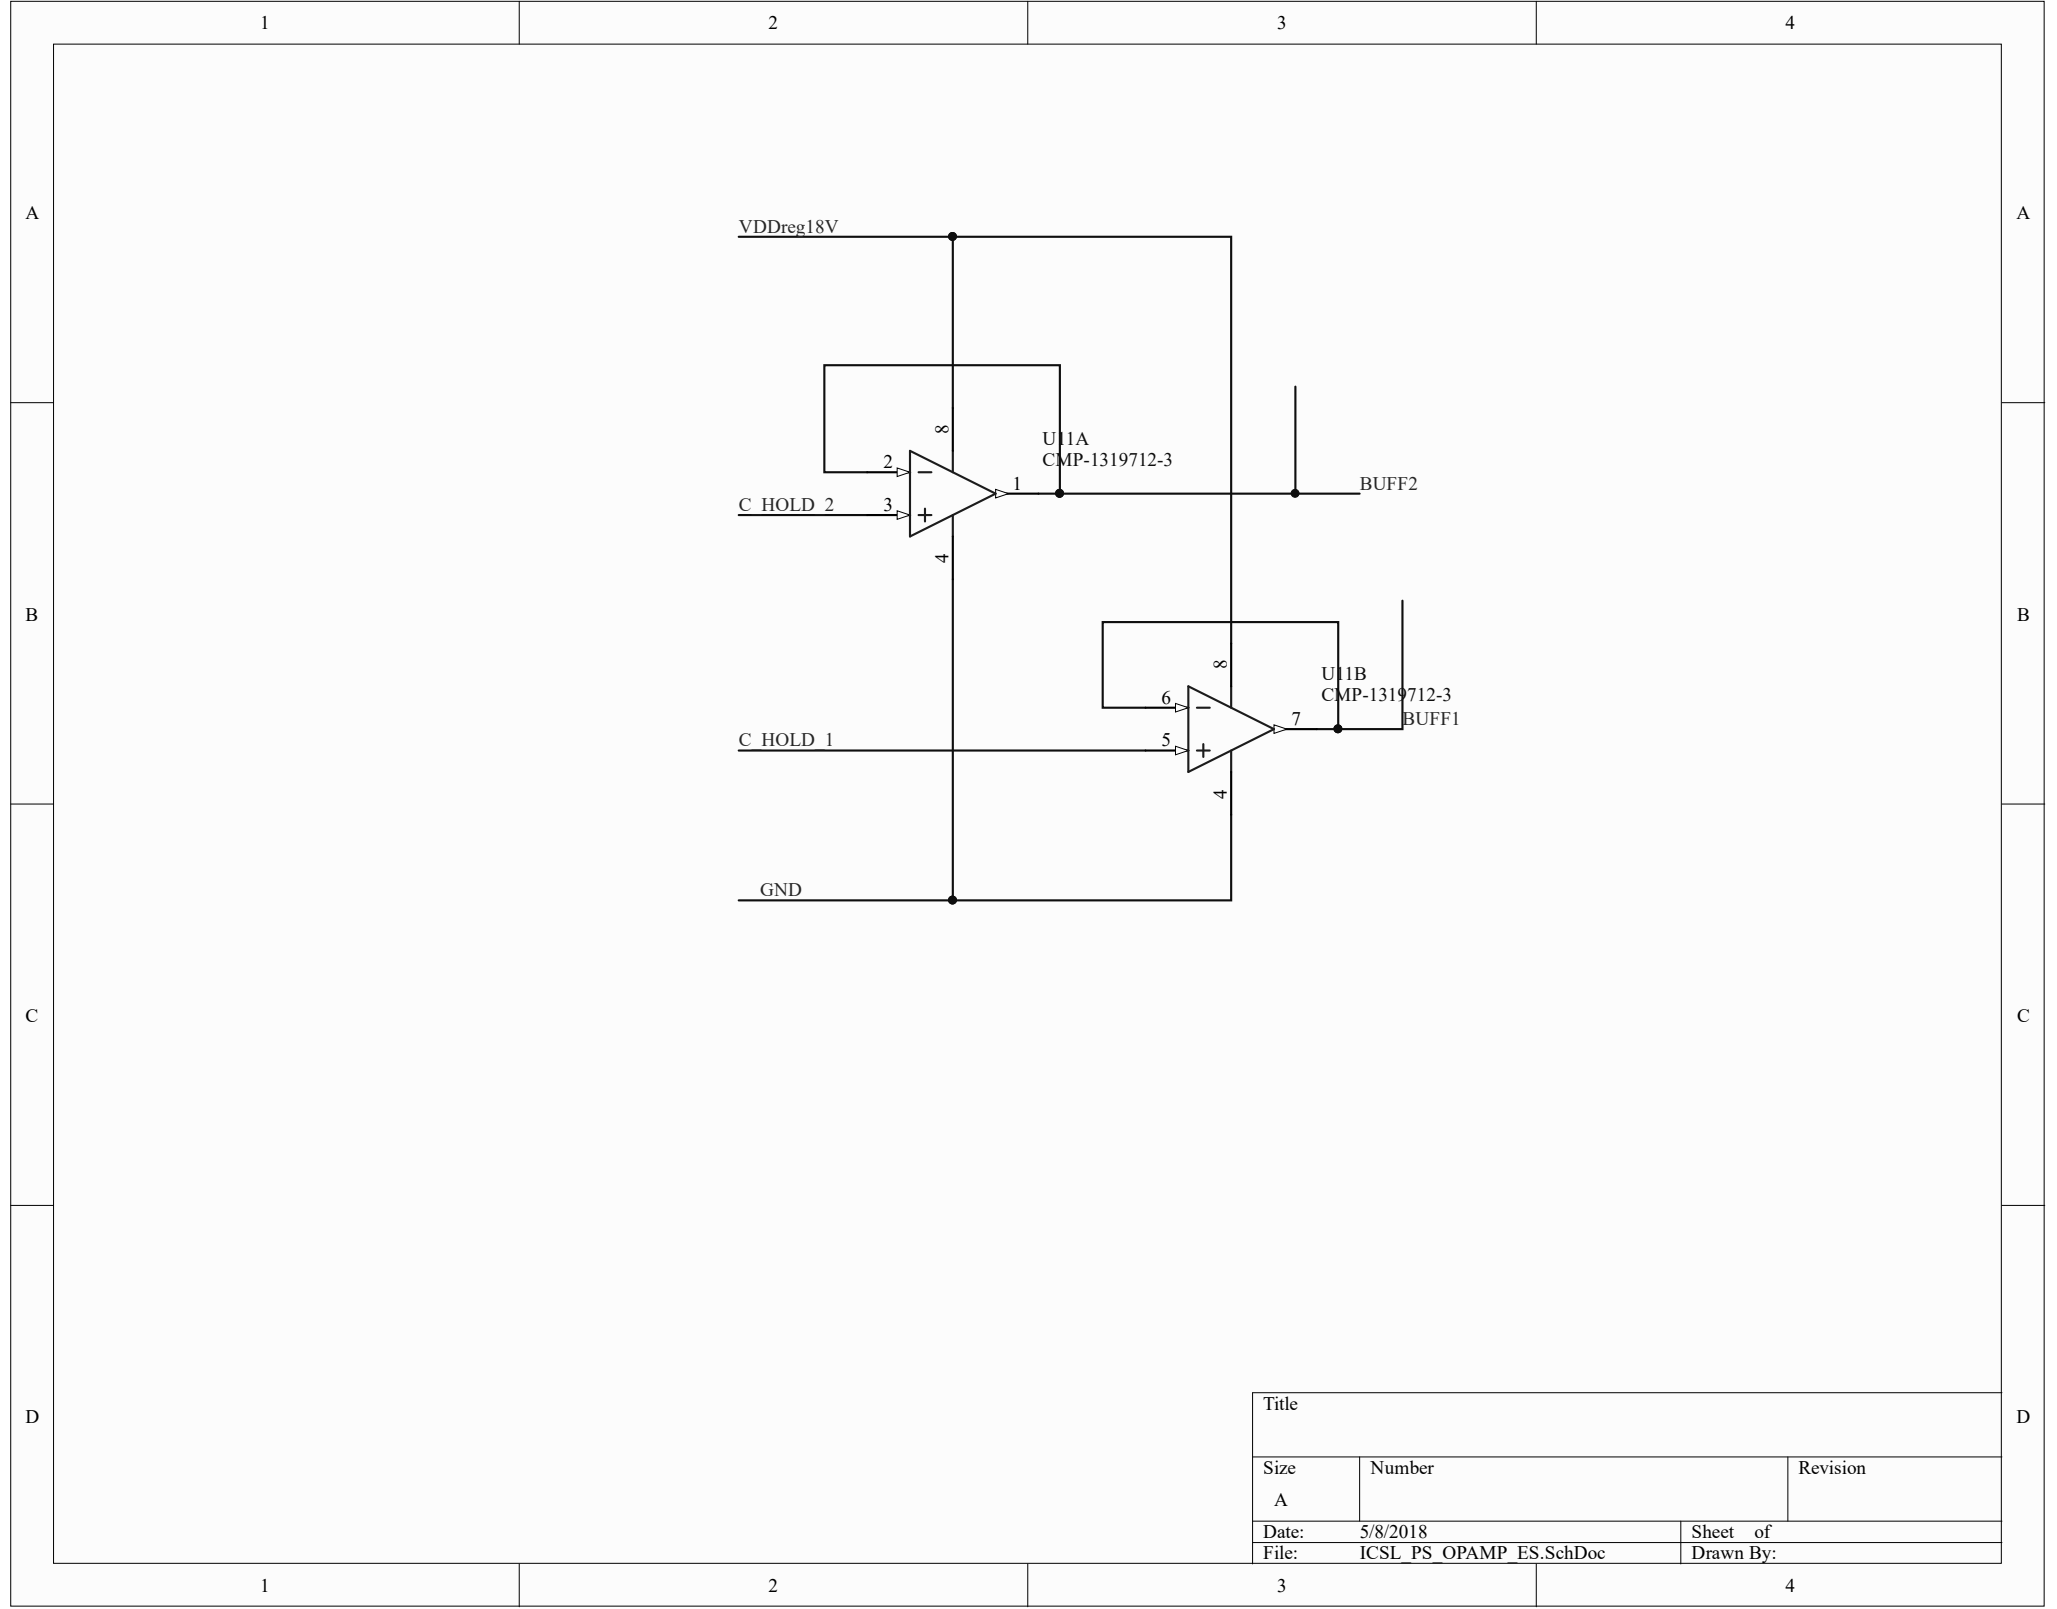 1 2 3 4
A A
VDDreg18V
8
U11A
CMP-1319712-3
2
1
BUFF2
C_HOLD_2 3
4
B B
8
U11B
CMP-1319712-3
6
7
BUFF1
C_HOLD_1 5
4
GND
C C
D D
Title
Size Number Revision
A
Date: 5/8/2018 Sheet of
File: ICSL_PS_OPAMP_ES.SchDoc Drawn By:
1 2 3 4